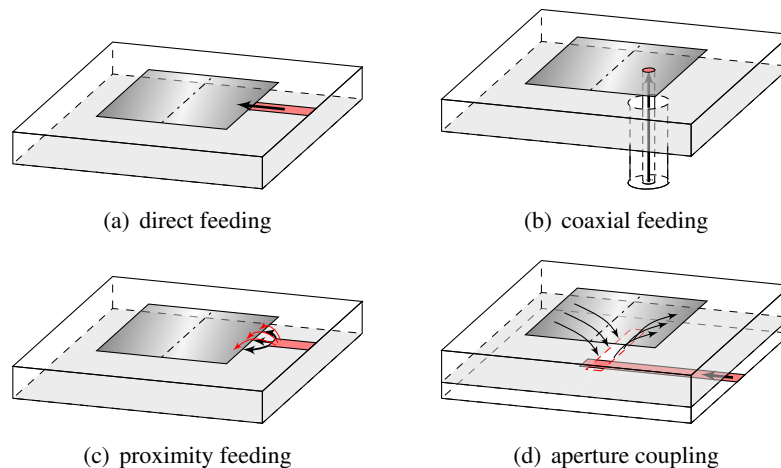 (a) direct feeding
(b) coaxial feeding
(c) proximity feeding
(d) aperture coupling